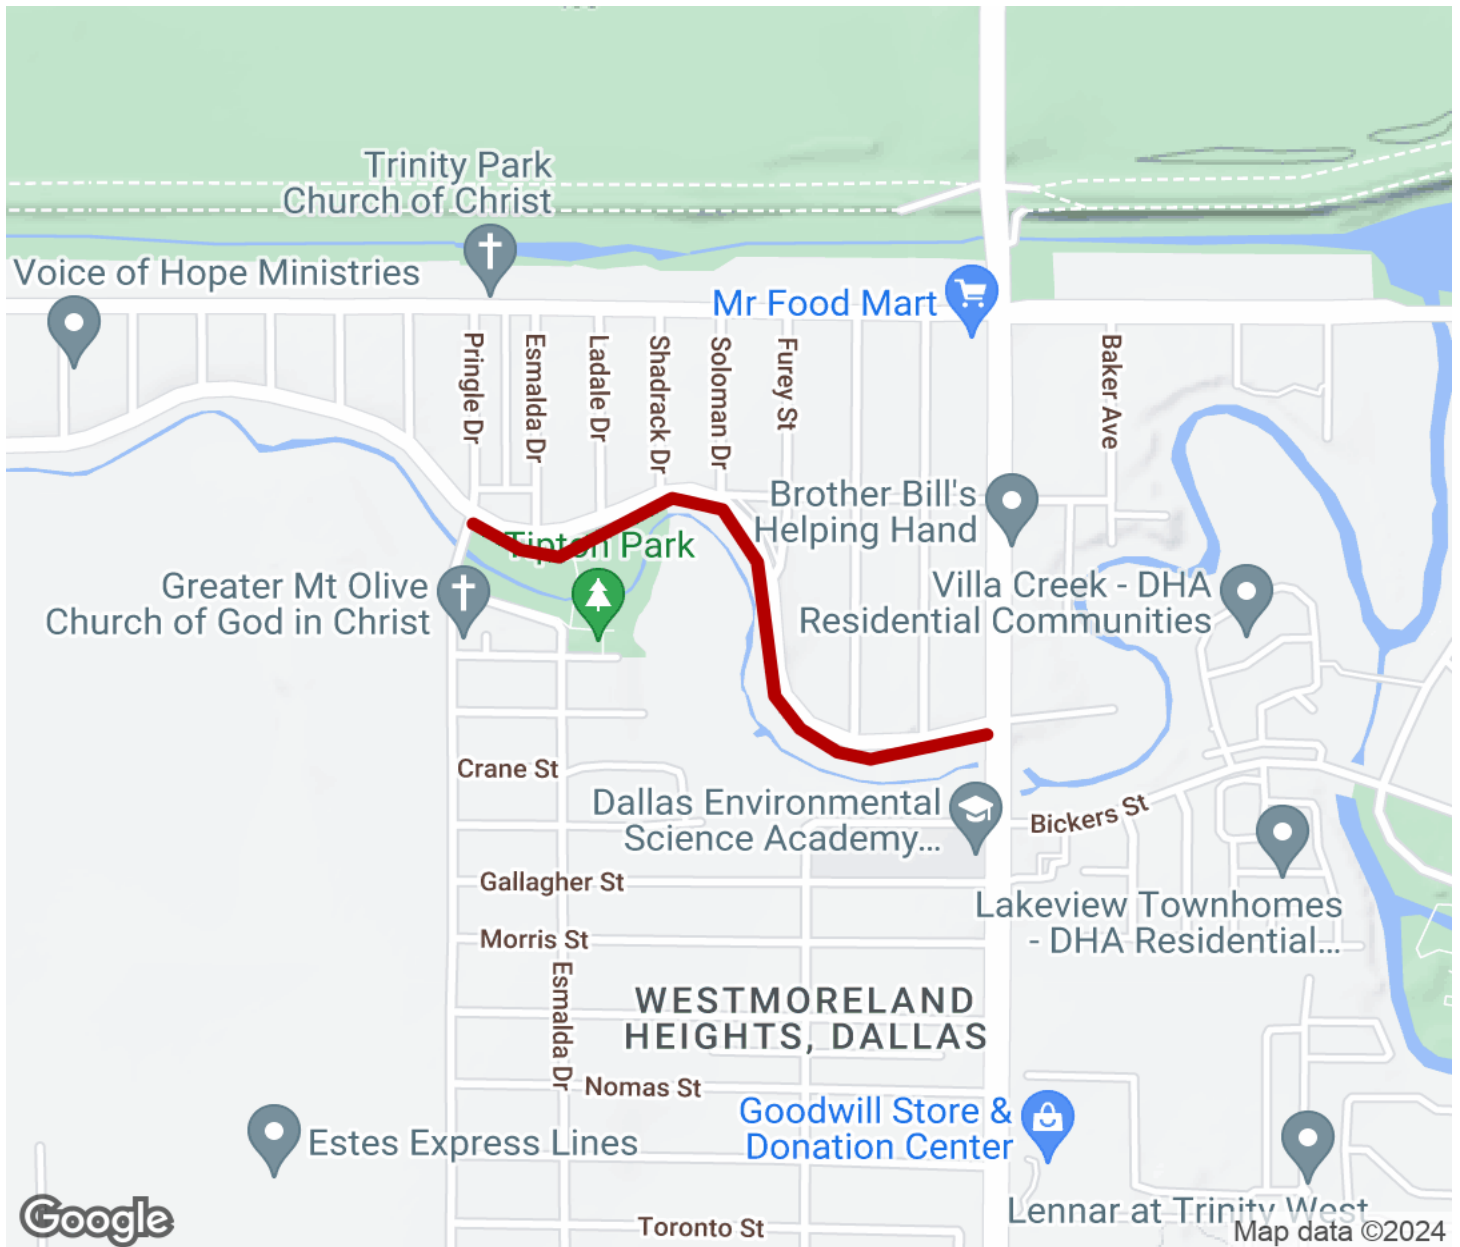 Trinity Park
Church of Christ
Voice of Hope Ministries
Mr Food Mart
Pringle Dr
Esmalda Dr
Ladale Dr
Shadrack Dr
Soloman Dr
Furey St
Baker Ave
Brother Bill's
Helping Hand
Tipton Park
Greater Mt Olive
Church of God in Christ
Villa Creek - DHA
Residential Communities
Crane St
Dallas Environmental
Science Academy...
Bickers St
Gallagher St
Lakeview Townhomes
- DHA Residential...
Morris St
Esmalda Dr
WESTMORELAND
HEIGHTS, DALLAS
Nomas St
Goodwill Store &
Donation Center
Estes Express Lines
Lennar at Trinity West
Google
Toronto St
Map data ©2024